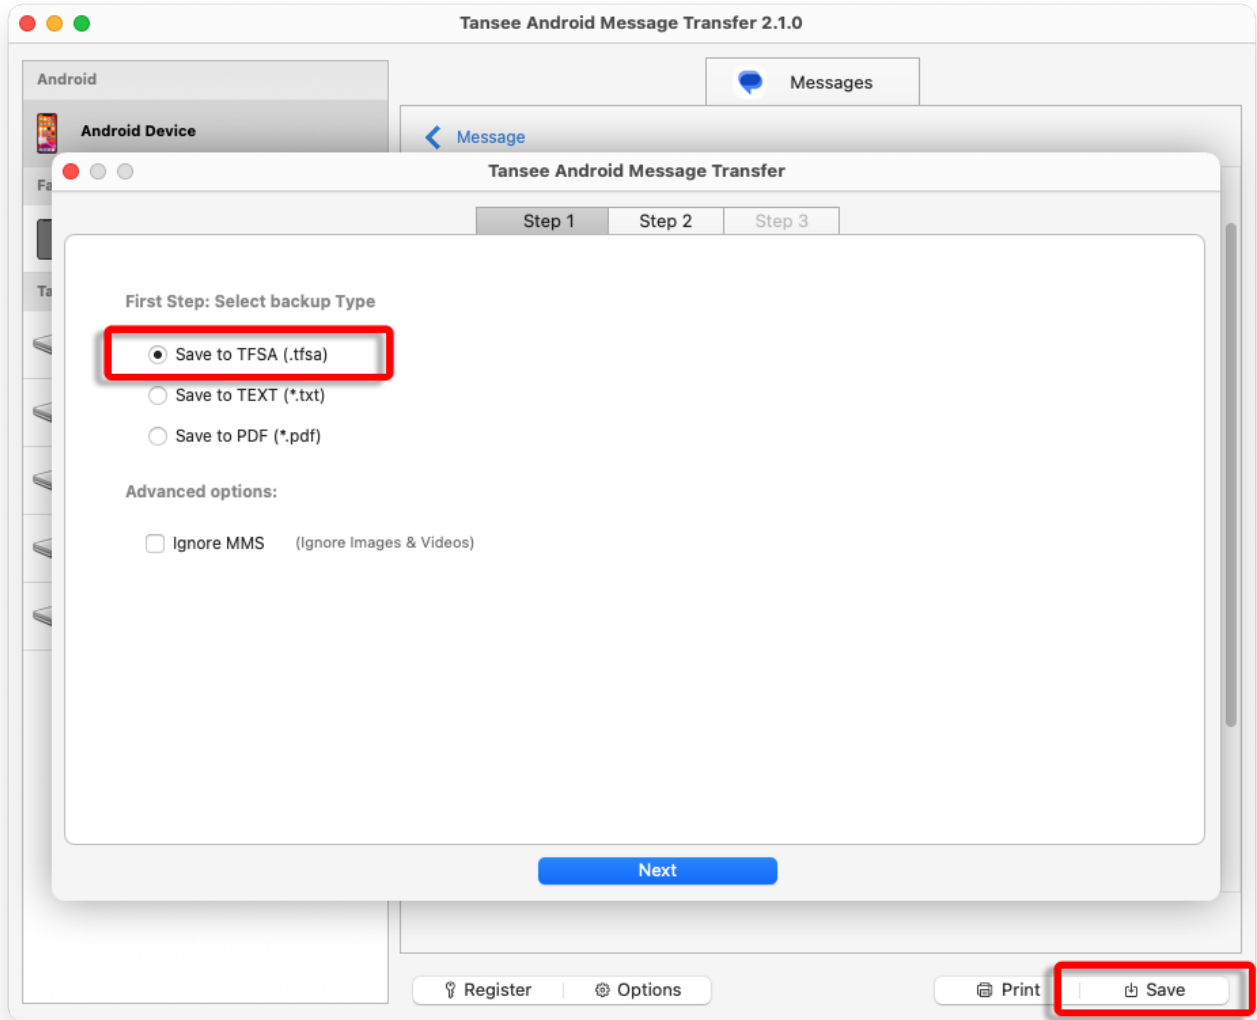 Tansee Android Message Transfer 2.1.0
Android
Messages
Android Device
Message
Tansee Android Message Transfer
Fa
Step 1 Step 2 Step 3
Ta
First Step: Select backup Type
Save to TFSA (.tfsa)
Save to TEXT (*.txt)
Save to PDF (*.pdf)
Advanced options:
Ignore MMS (Ignore Images & Videos)
Next
Register Options Print Save